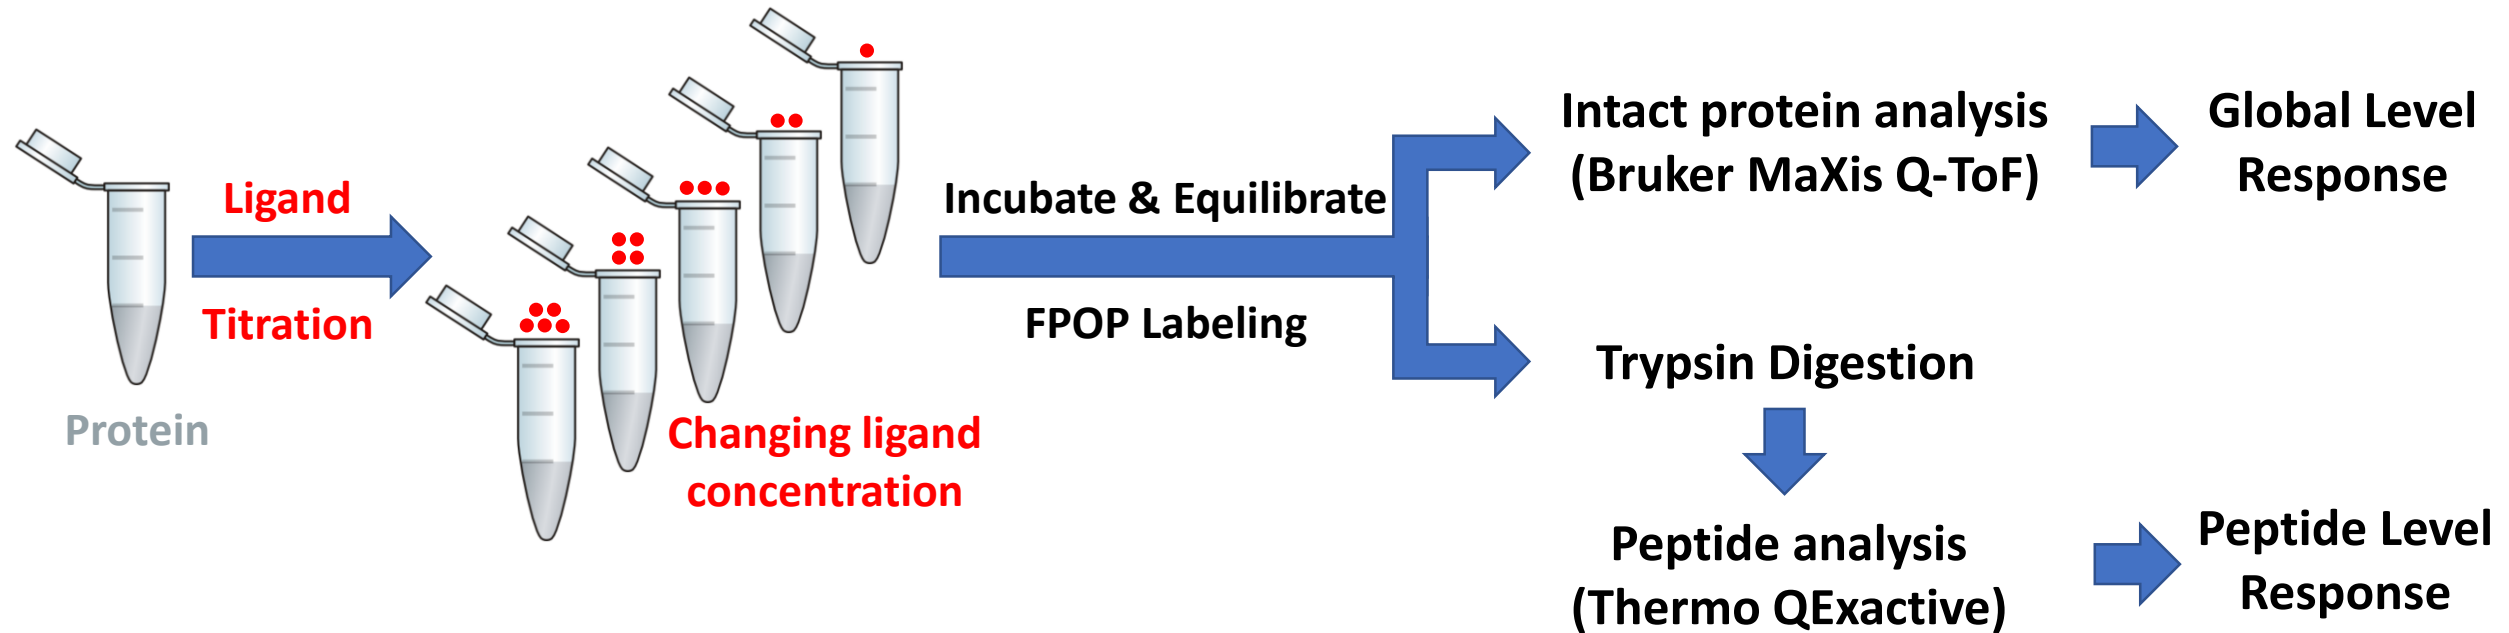 Protein
Ligand
Titration
Changing ligand
concentration
Incubate & Equilibrate
FPOP Labeling
Intact protein analysis
(Bruker MaXis Q-ToF)
Global Level
Response
Trypsin Digestion
Peptide analysis
(Thermo QExactive)
Peptide Level
Response